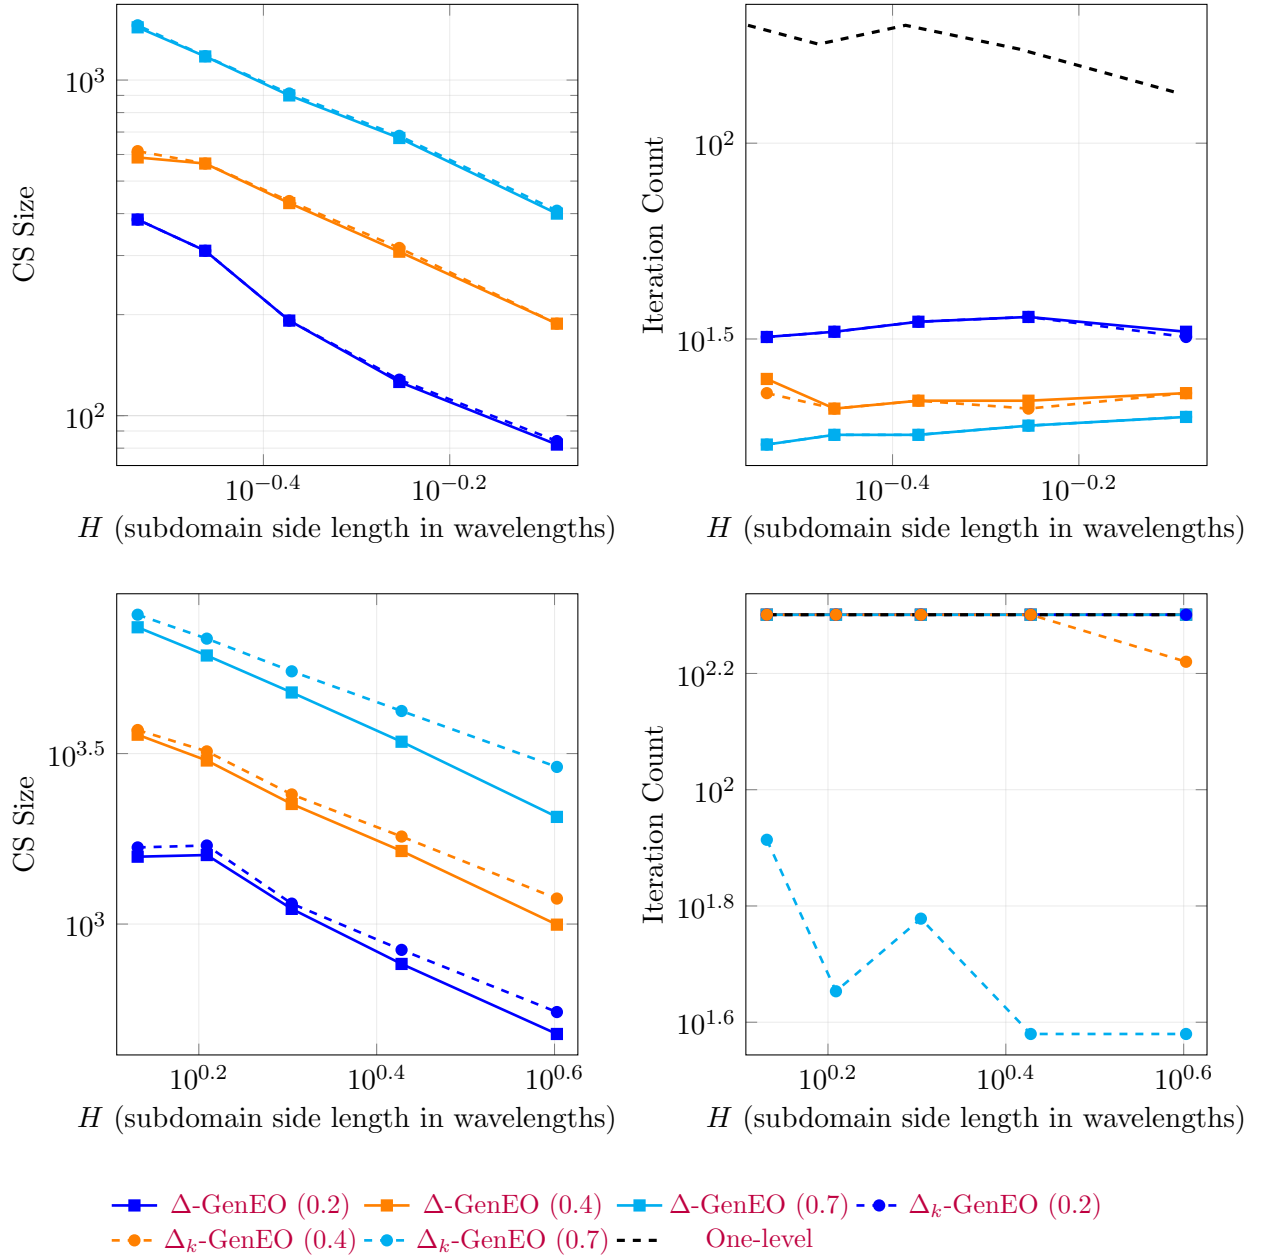 10^3
10^2
CS Size
10^−0.4
10^−0.2
H (subdomain side length in wavelengths)
10^2
10^1.5
Iteration Count
10^−0.4
10^−0.2
H (subdomain side length in wavelengths)
10^3.5
10^3
CS Size
10^0.2
10^0.4
10^0.6
H (subdomain side length in wavelengths)
10^2.2
10^2
10^1.8
10^1.6
Iteration Count
10^0.2
10^0.4
10^0.6
H (subdomain side length in wavelengths)
Δ-GenEO (0.2) Δ-GenEO (0.4) Δ-GenEO (0.7) Δ_k-GenEO (0.2)
Δ_k-GenEO (0.4) Δ_k-GenEO (0.7) One-level